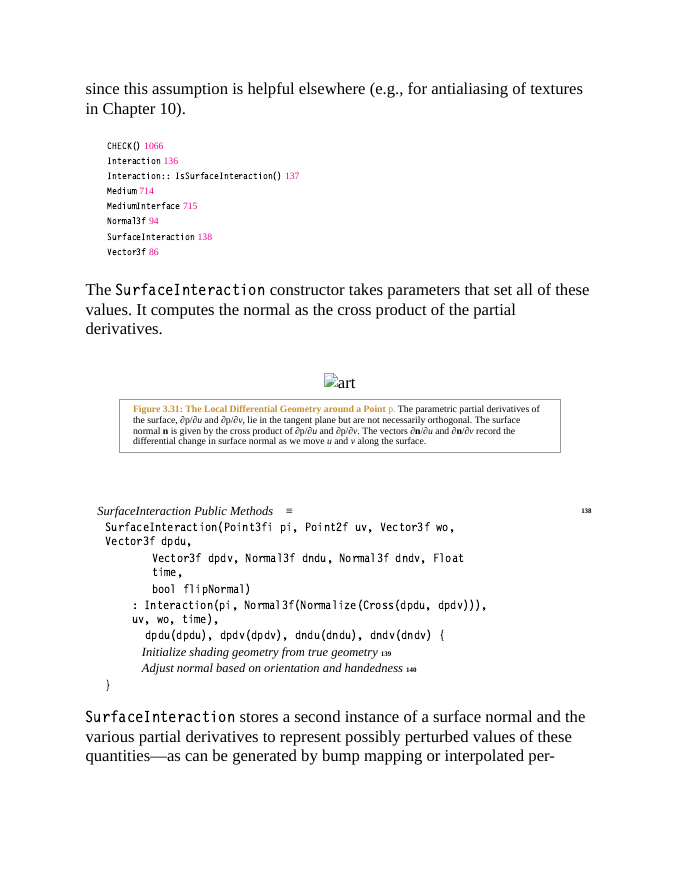 since this assumption is helpful elsewhere (e.g., for antialiasing of textures
in Chapter 10).
CHECK() 1066
Interaction 136
Interaction:: IsSurfaceInteraction() 137
Medium 714
MediumInterface 715
Normal3f 94
SurfaceInteraction 138
Vector3f 86
The SurfaceInteraction constructor takes parameters that set all of these
values. It computes the normal as the cross product of the partial
derivatives.
art
Figure 3.31: The Local Differential Geometry around a Point p. The parametric partial derivatives of
the surface, ∂p/∂u and ∂p/∂v, lie in the tangent plane but are not necessarily orthogonal. The surface
normal n is given by the cross product of ∂p/∂u and ∂p/∂v. The vectors ∂n/∂u and ∂n/∂v record the
differential change in surface normal as we move u and v along the surface.
SurfaceInteraction Public Methods ≡ 138
SurfaceInteraction(Point3fi pi, Point2f uv, Vector3f wo,
Vector3f dpdu,
Vector3f dpdv, Normal3f dndu, Normal3f dndv, Float
time,
bool flipNormal)
: Interaction(pi, Normal3f(Normalize(Cross(dpdu, dpdv))),
uv, wo, time),
dpdu(dpdu), dpdv(dpdv), dndu(dndu), dndv(dndv) {
Initialize shading geometry from true geometry 139
Adjust normal based on orientation and handedness 140
}
SurfaceInteraction stores a second instance of a surface normal and the
various partial derivatives to represent possibly perturbed values of these
quantities—as can be generated by bump mapping or interpolated per-